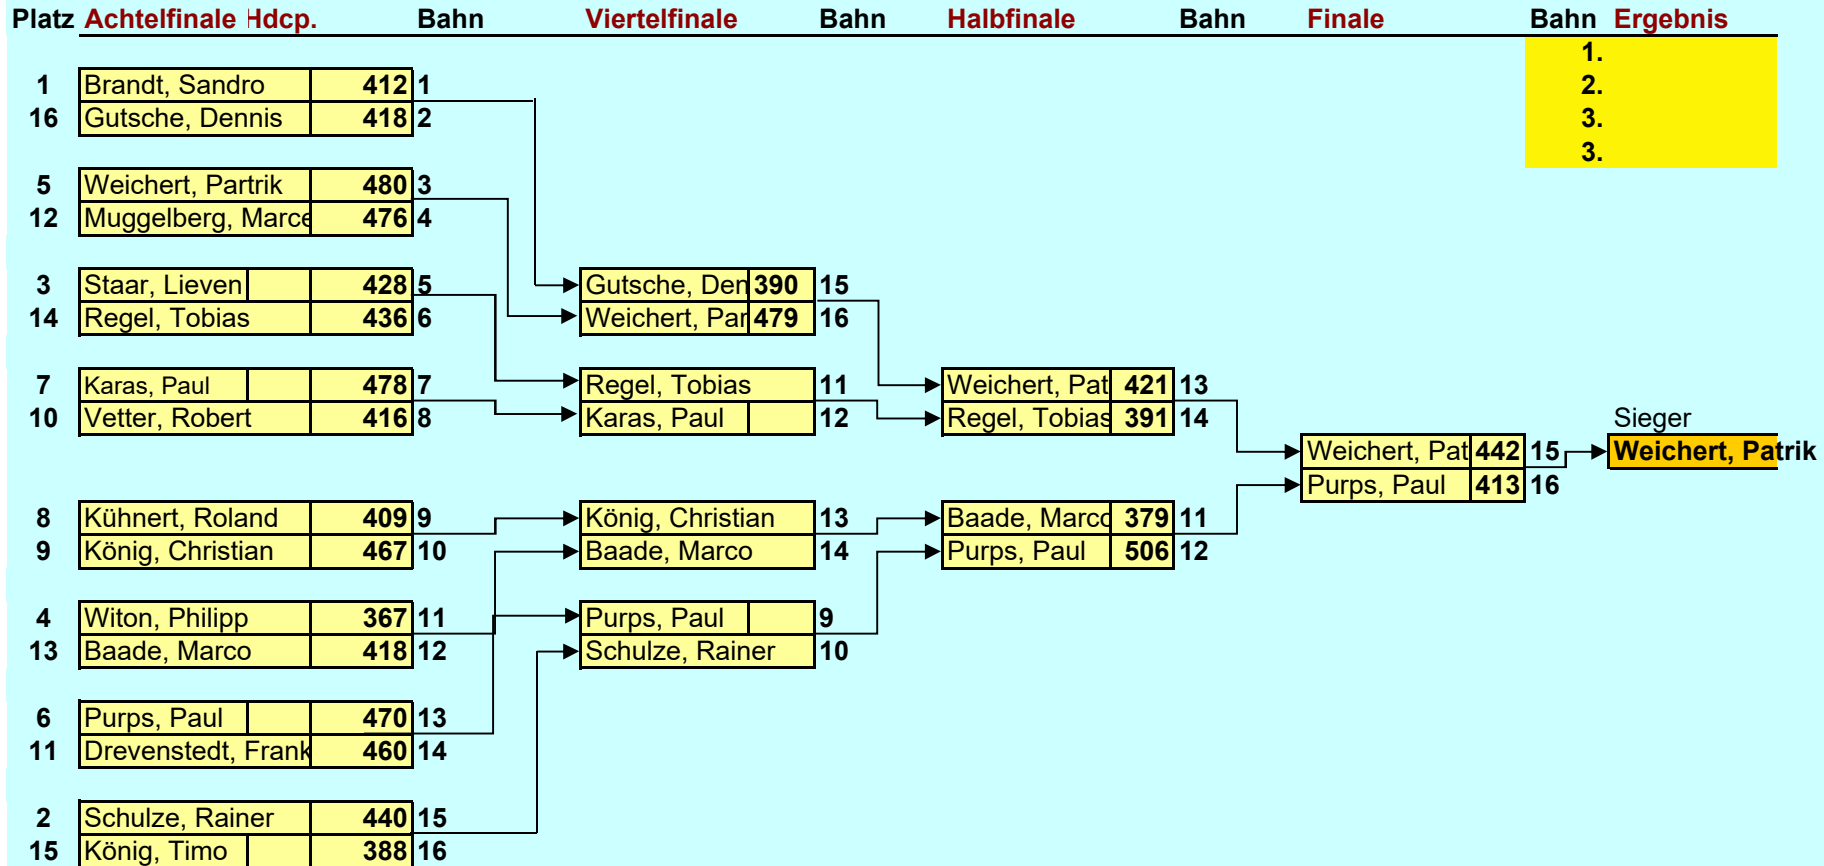 Platz Achtelfinale Hdcp. Bahn Viertelfinale Bahn Halbfinale Bahn Finale Bahn Ergebnis
1.
1 Brandt, Sandro 412 1 2.
16 Gutsche, Dennis 418 2 3.
3.
5 Weichert, Partrik 480 3
12 Muggelberg, Marce 476 4
3 Staar, Lieven 428 5 Gutsche, Den 390 15
14 Regel, Tobias 436 6 Weichert, Par 479 16
7 Karas, Paul 478 7 Regel, Tobias 11 Weichert, Pat 421 13
10 Vetter, Robert 416 8 Karas, Paul 12 Regel, Tobias 391 14 Sieger
Weichert, Pat 442 15 Weichert, Patrik
Purps, Paul 413 16
8 Kühnert, Roland 409 9 König, Christian 13 Baade, Marco 379 11
9 König, Christian 467 10 Baade, Marco 14 Purps, Paul 506 12
4 Witon, Philipp 367 11 Purps, Paul 9
13 Baade, Marco 418 12 Schulze, Rainer 10
6 Purps, Paul 470 13
11 Drevenstedt, Frank 460 14
2 Schulze, Rainer 440 15
15 König, Timo 388 16